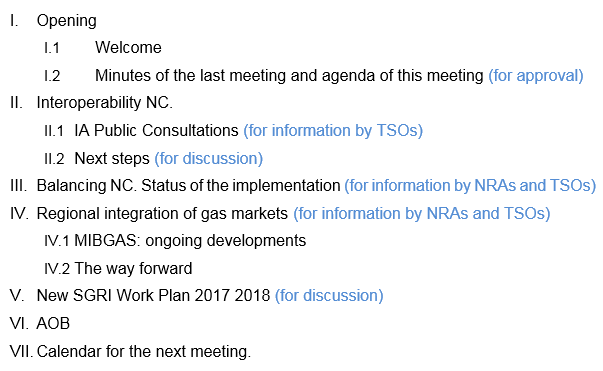 I. Opening
I.1 Welcome
I.2 Minutes of the last meeting and agenda of this meeting (for approval)
II. Interoperability NC.
II.1 IA Public Consultations (for information by TSOs)
II.2 Next steps (for discussion)
III. Balancing NC. Status of the implementation (for information by NRAs and TSOs)
IV. Regional integration of gas markets (for information by NRAs and TSOs)
IV.1 MIBGAS: ongoing developments
IV.2 The way forward
V. New SGRI Work Plan 2017 2018 (for discussion)
VI. AOB
VII. Calendar for the next meeting.